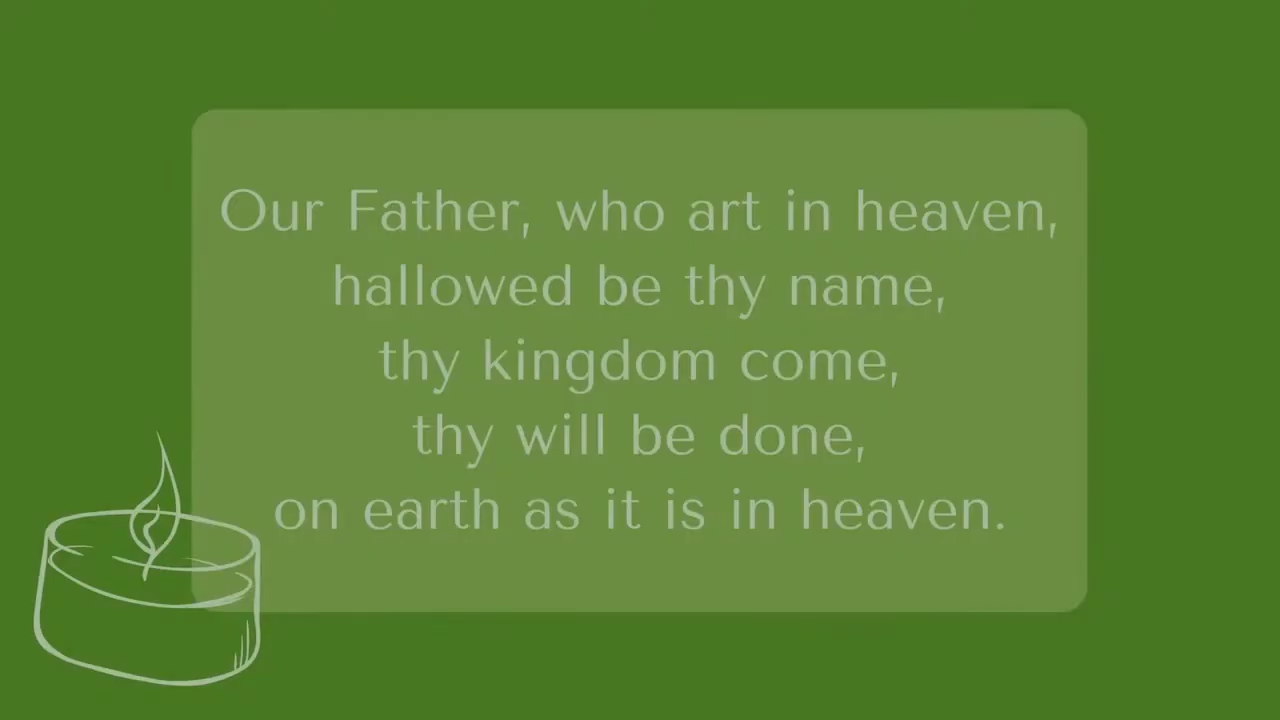 Our Father, who art in heaven,
hallowed be thy name,
thy kingdom come,
thy will be done,
on earth as it is in heaven.